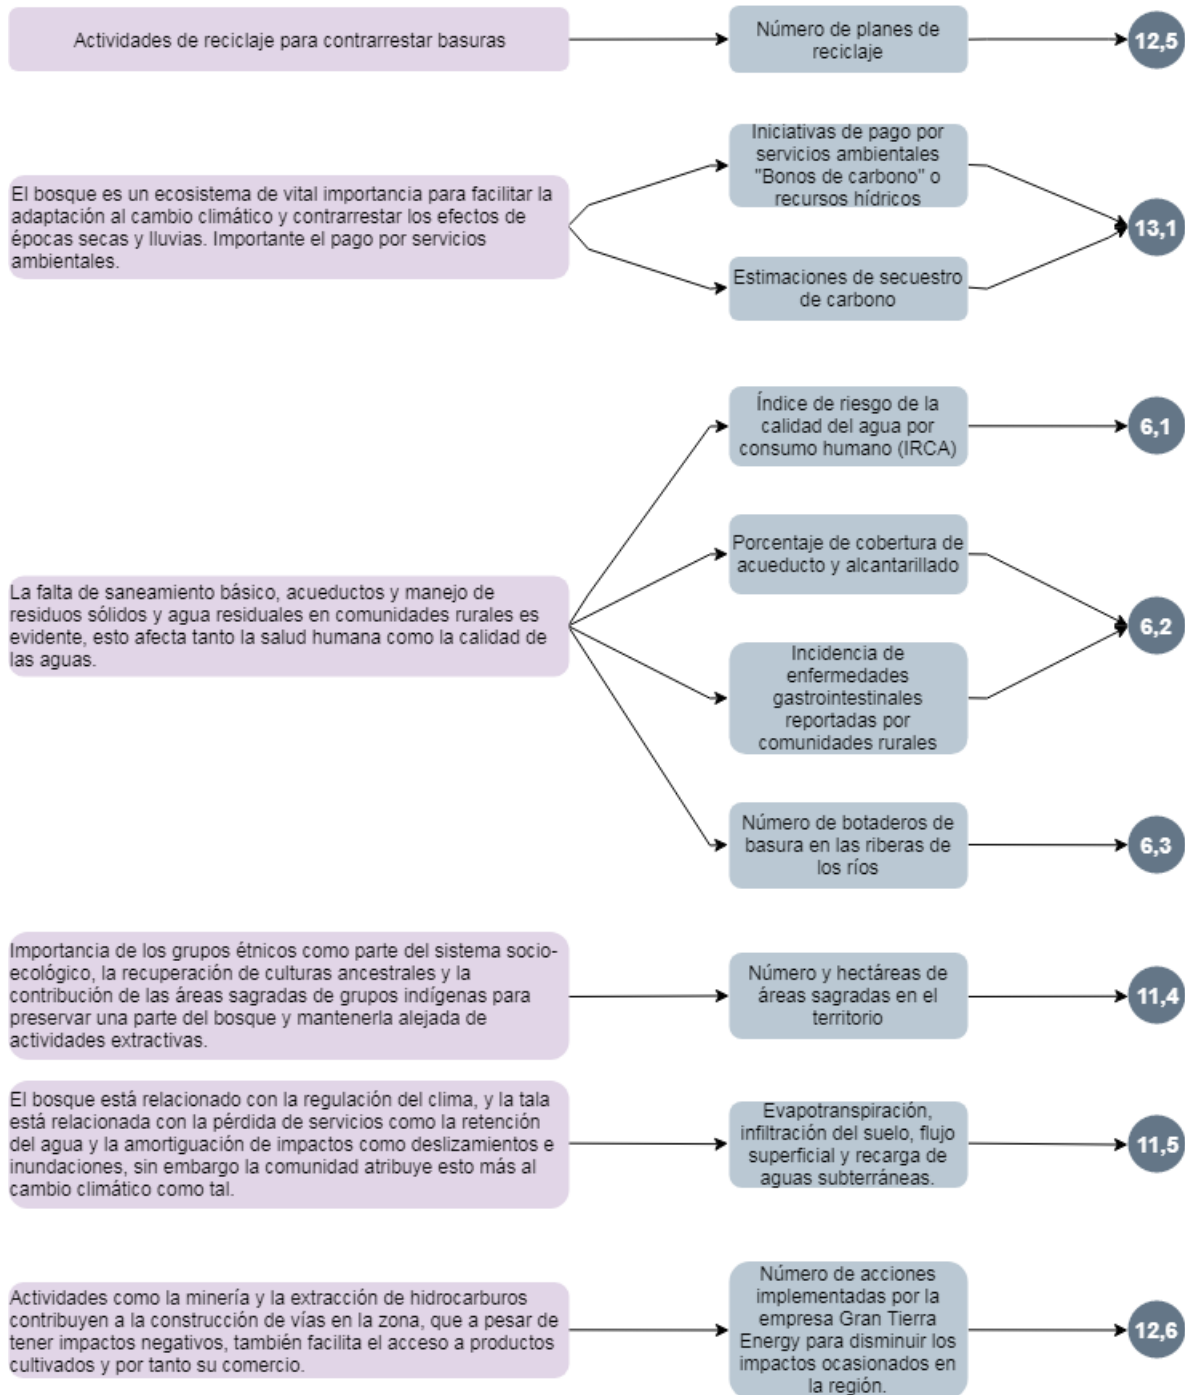 Actividades de reciclaje para contrarrestar basuras
Número de planes de
reciclaje
12,5
El bosque es un ecosistema de vital importancia para facilitar la
adaptación al cambio climático y contrarrestar los efectos de
épocas secas y lluvias. Importante el pago por servicios
ambientales.
Iniciativas de pago por
servicios ambientales
"Bonos de carbono" o
recursos hídricos
Estimaciones de secuestro
de carbono
13,1
La falta de saneamiento básico, acueductos y manejo de
residuos sólidos y agua residuales en comunidades rurales es
evidente, esto afecta tanto la salud humana como la calidad de
las aguas.
Índice de riesgo de la
calidad del agua por
consumo humano (IRCA)
6,1
Porcentaje de cobertura de
acueducto y alcantarillado
Incidencia de
enfermedades
gastrointestinales
reportadas por
comunidades rurales
6,2
Número de botaderos de
basura en las riberas de
los ríos
6,3
Importancia de los grupos étnicos como parte del sistema socio-
ecológico, la recuperación de culturas ancestrales y la
contribución de las áreas sagradas de grupos indígenas para
preservar una parte del bosque y mantenerla alejada de
actividades extractivas.
Número y hectáreas de
áreas sagradas en el
territorio
11,4
El bosque está relacionado con la regulación del clima, y la tala
está relacionada con la pérdida de servicios como la retención
del agua y la amortiguación de impactos como deslizamientos e
inundaciones, sin embargo la comunidad atribuye esto más al
cambio climático como tal.
Evapotranspiración,
infiltración del suelo, flujo
superficial y recarga de
aguas subterráneas.
11,5
Actividades como la minería y la extracción de hidrocarburos
contribuyen a la construcción de vías en la zona, que a pesar de
tener impactos negativos, también facilita el acceso a productos
cultivados y por tanto su comercio.
Número de acciones
implementadas por la
empresa Gran Tierra
Energy para disminuir los
impactos ocasionados en
la región.
12,6